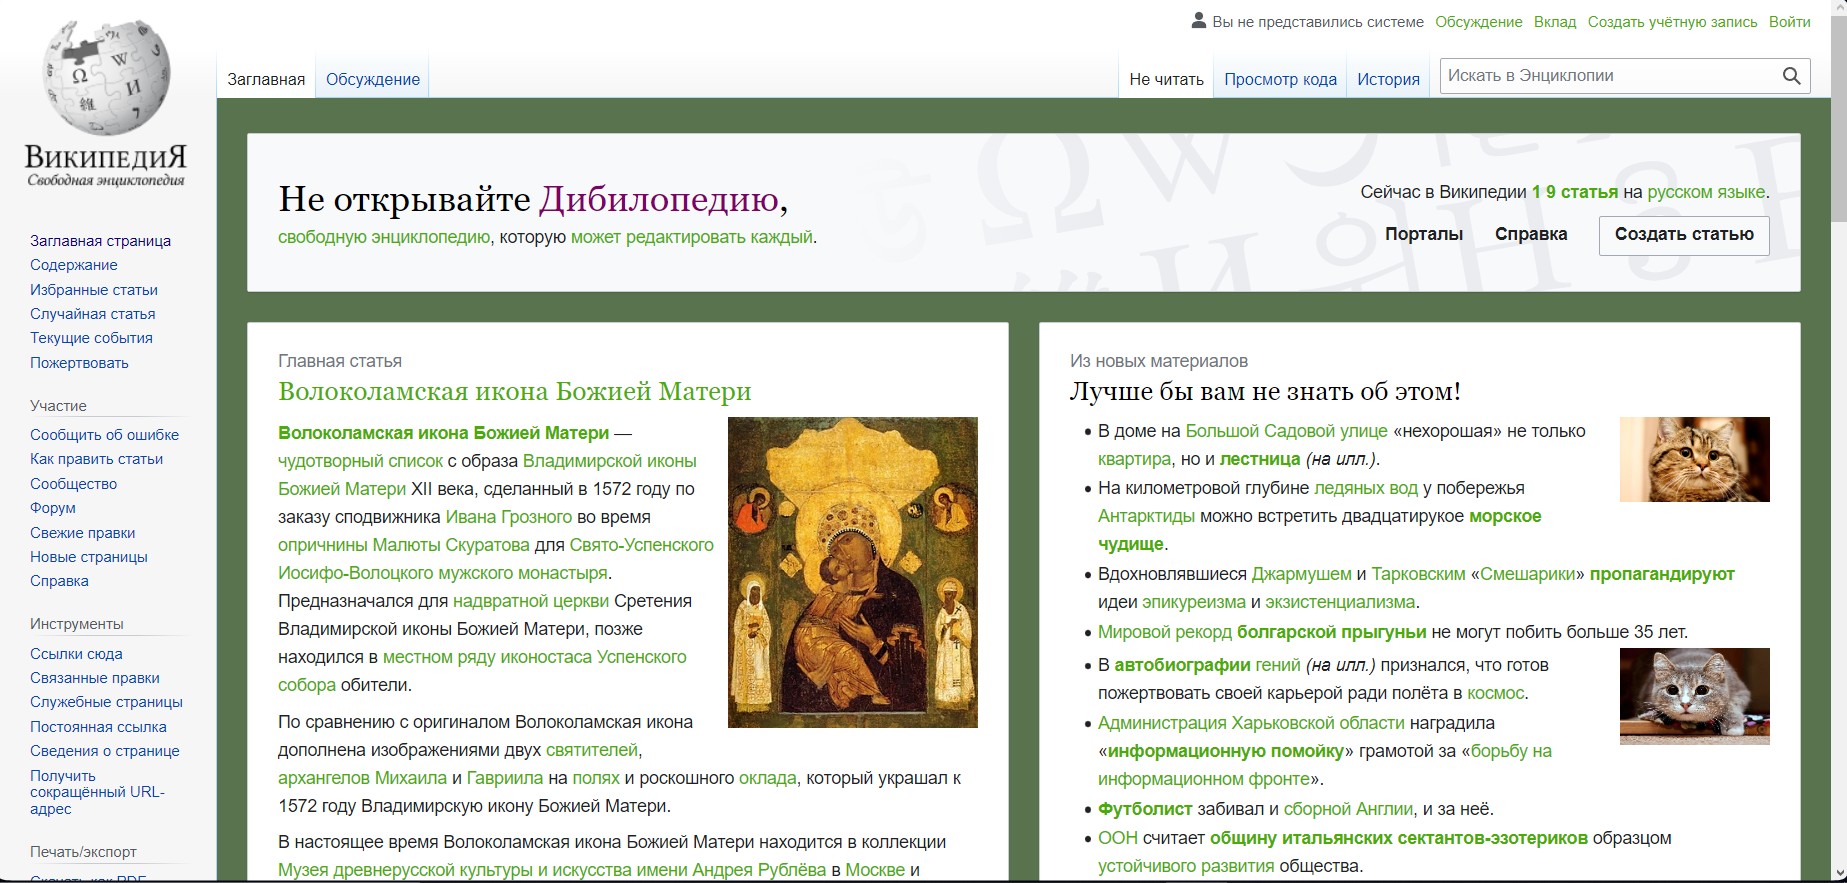 Вы не представились системе Обсуждение Вклад Создать учётную запись Войти
Заглавная Обсуждение Не читать Просмотр кода История Искать в Энциклопии
ВИКИПЕДИЯ
Свободная энциклопедия
Заглавная страница
Содержание
Избранные статьи
Случайная статья
Текущие события
Пожертвовать
Участие
Сообщить об ошибке
Как править статьи
Сообщество
Форум
Свежие правки
Новые страницы
Справка
Инструменты
Ссылки сюда
Связанные правки
Служебные страницы
Постоянная ссылка
Сведения о странице
Получить
сокращённый URL-
адрес
Печать/экспорт
Скачать как PDF
Не открывайте Дибилопедию,
свободную энциклопедию, которую может редактировать каждый.
Сейчас в Википедии 1 9 статья на русском языке.
Порталы Справка Создать статью
Главная статья
Волоколамская икона Божией Матери
Волоколамская икона Божией Матери —
чудотворный список с образа Владимирской иконы
Божией Матери XII века, сделанный в 1572 году по
заказу сподвижника Ивана Грозного во время
опричнины Малюты Скуратова для Свято-Успенского
Иосифо-Волоцкого мужского монастыря.
Предназначался для надвратной церкви Сретения
Владимирской иконы Божией Матери, позже
находился в местном ряду иконостаса Успенского
собора обители.
По сравнению с оригиналом Волоколамская икона
дополнена изображениями двух святителей,
архангелов Михаила и Гавриила на полях и роскошного оклада, который украшал к
1572 году Владимирскую икону Божией Матери.
В настоящее время Волоколамская икона Божией Матери находится в коллекции
Музея древнерусской культуры и искусства имени Андрея Рублёва в Москве и
Из новых материалов
Лучше бы вам не знать об этом!
В доме на Большой Садовой улице «нехорошая» не только
квартира, но и лестница (на илл.).
На километровой глубине ледяных вод у побережья
Антарктиды можно встретить двадцатирукое морское
чудище.
Вдохновлявшиеся Джармушем и Тарковским «Смешарики» пропагандируют
идеи эпикуреизма и экзистенциализма.
Мировой рекорд болгарской прыгуньи не могут побить больше 35 лет.
В автобиографии гений (на илл.) признался, что готов
пожертвовать своей карьерой ради полёта в космос.
Администрация Харьковской области наградила
«информационную помойку» грамотой за «борьбу на
информационном фронте».
Футболист забивал и сборной Англии, и за неё.
ООН считает общину итальянских сектантов-эзотериков образцом
устойчивого развития общества.